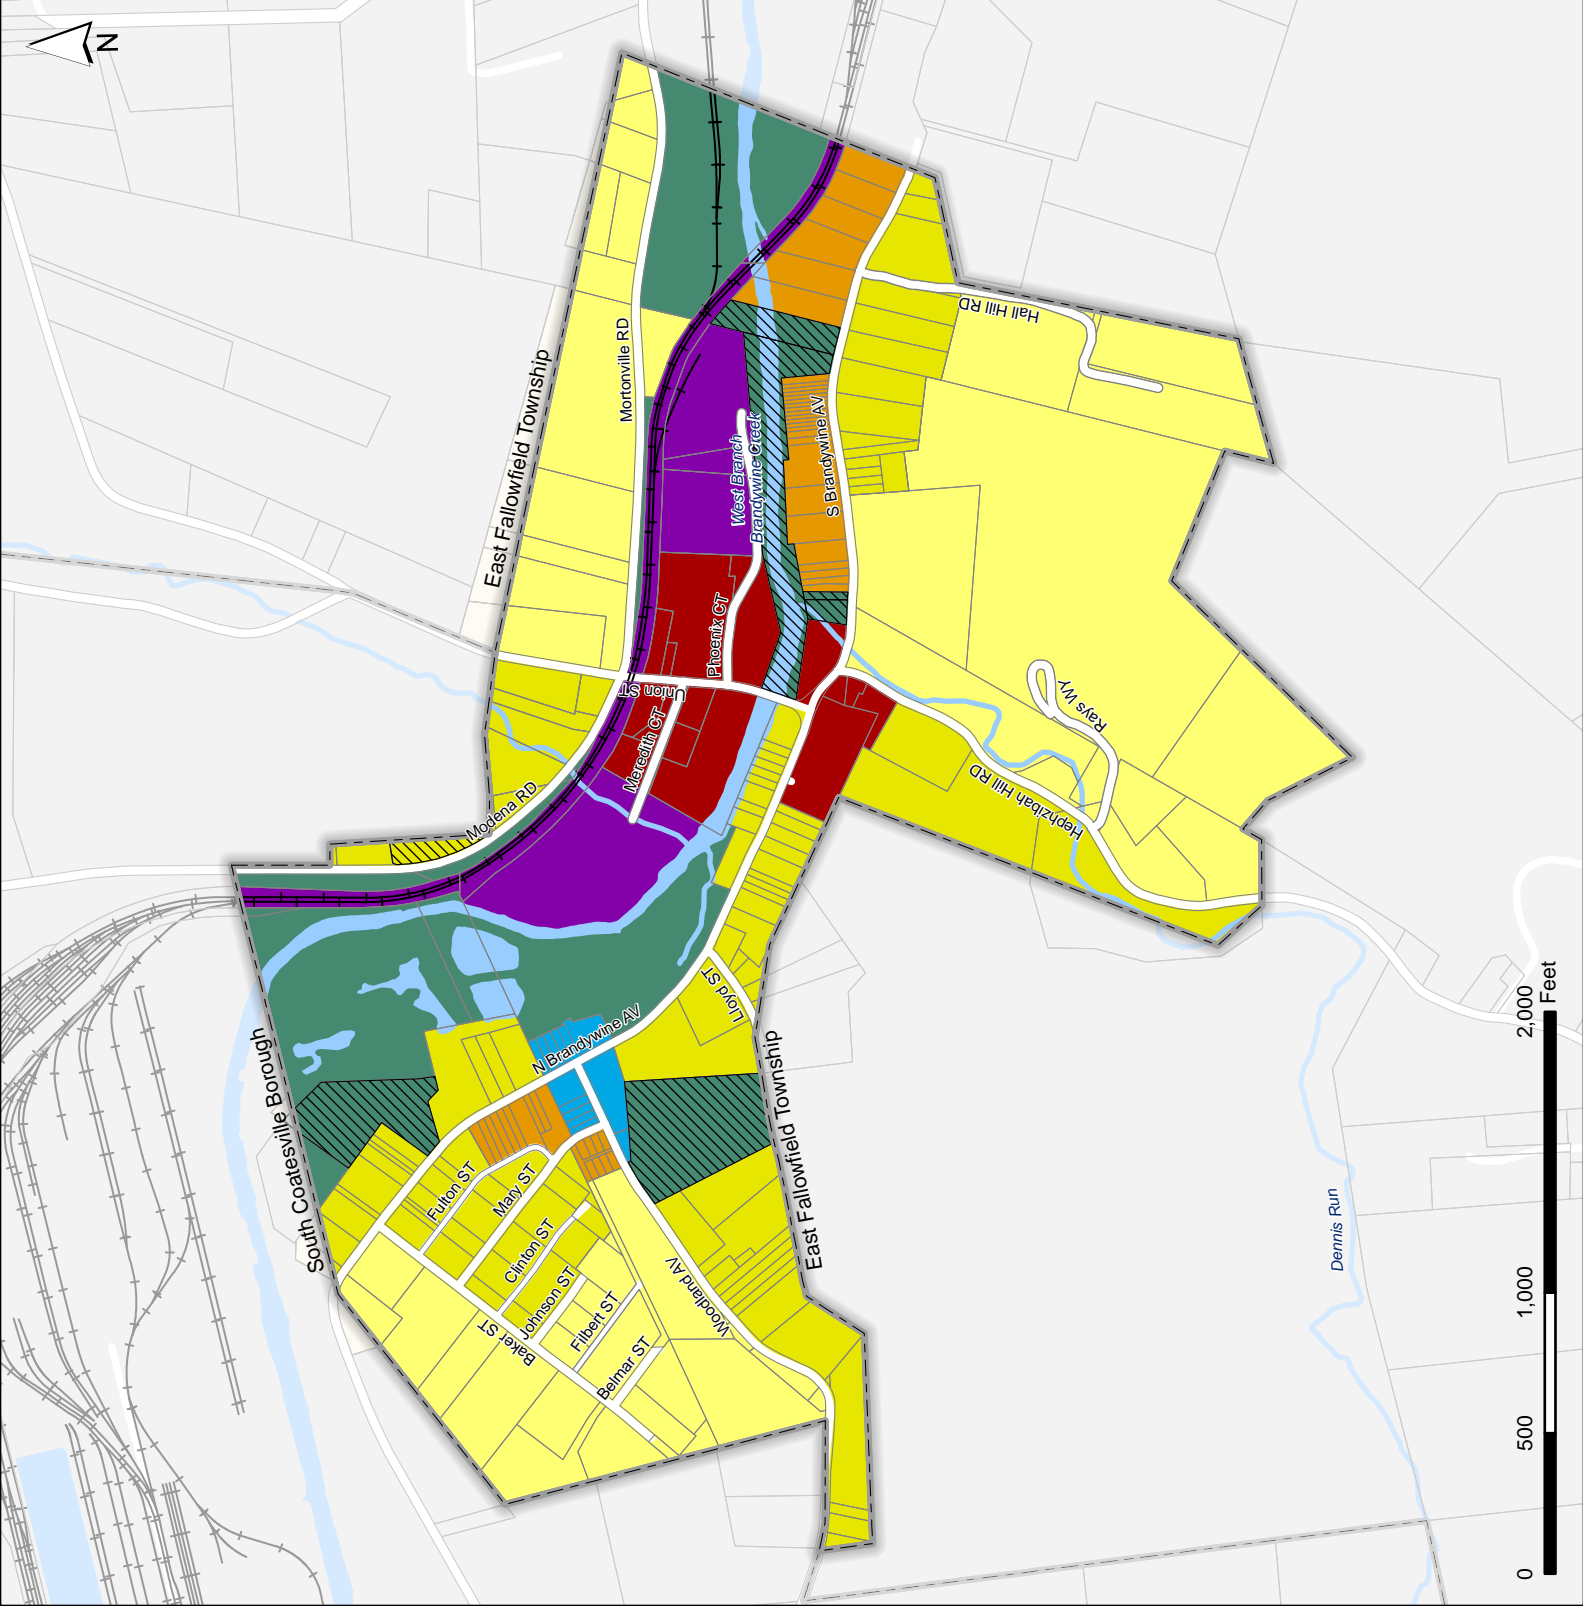 N
East Fallowfield Township
Mortonville RD
Hall Hill RD
West Branch
Brandywine Creek
S Brandywine AV
Phoenix CT
Union ST
Meredith CT
Modena RD
Rays WY
Hephzibah Hill RD
Lloyd ST
N Brandywine AV
South Coatesville Borough
East Fallowfield Township
Fulton ST
Mary ST
Clinton ST
Johnson ST
Filbert ST
Belmar ST
Baker ST
Woodland AV
Dennis Run
0
500
1,000
2,000
Feet